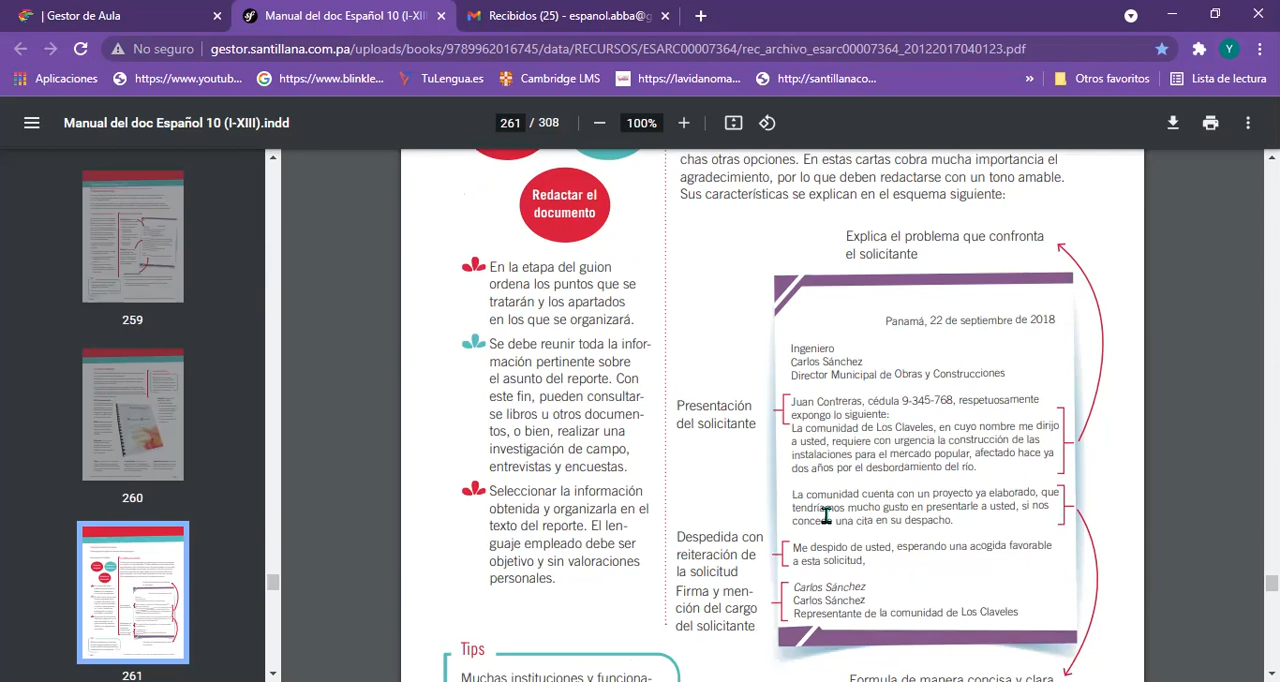 | Gestor de Aula
Manual del doc Español 10 (I-XIII
Recibidos (25) - espanol.abba@g
No seguro
gestor.santillana.com.pa/uploads/books/9789962016745/data/RECURSOS/ESARC00007364/rec_archivo_esarc00007364_20122017040123.pdf
Y
Aplicaciones
https://www.youtub...
https://www.blinkle...
TuLengua.es
Cambridge LMS
https://lavidanoma...
http://santillanaco...
»
Otros favoritos
Lista de lectura
Manual del doc Español 10 (I-XIII).indd
261 / 308
100%
259
260
261
Redactar el
documento
En la etapa del guion
ordena los puntos que se
tratarán y los apartados
en los que se organizará.
Se debe reunir toda la infor-
mación pertinente sobre
el asunto del reporte. Con
este fin, pueden consultar-
se libros u otros documen-
tos, o bien, realizar una
investigación de campo,
entrevistas y encuestas.
Seleccionar la información
obtenida y organizarla en el
texto del reporte. El len-
guaje empleado debe ser
objetivo y sin valoraciones
personales.
Tips
Muchas instituciones y funciona-
chas otras opciones. En estas cartas cobra mucha importancia el
agradecimiento, por lo que deben redactarse con un tono amable.
Sus características se explican en el esquema siguiente:
Explica el problema que confronta
el solicitante
Panamá, 22 de septiembre de 2018
Ingeniero
Carlos Sánchez
Director Municipal de Obras y Construcciones
Presentación
del solicitante
Juan Contreras, cédula 9-345-768, respetuosamente
expongo lo siguiente:
La comunidad de Los Claveles, en cuyo nombre me dirijo
a usted, requiere con urgencia la construcción de las
instalaciones para el mercado popular, afectado hace ya
dos años por el desbordamiento del río.
La comunidad cuenta con un proyecto ya elaborado, que
tendríamos mucho gusto en presentarle a usted, si nos
concede una cita en su despacho.
Despedida con
reiteración de
la solicitud
Me despido de usted, esperando una acogida favorable
a esta solicitud,
Firma y men-
ción del cargo
del solicitante
Carlos Sánchez
Carlos Sánchez
Representante de la comunidad de Los Claveles
Formula de manera concisa y clara